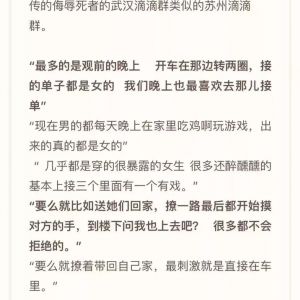 传的侮辱死者的武汉滴滴群类似的苏州滴滴
群。
“最多的是观前的晚上　开车在那边转两圈，接
的单子都是女的　我们晚上也最喜欢去那儿接
单”
“现在男的都每天晚上在家里吃鸡啊玩游戏，出
来的真的都是女的”
“ 几乎都是穿的很暴露的女生 很多还醉醺醺的
基本上接三个里面有一个有戏。”
“要么就比如送她们回家，撩一路最后都开始摸
对方的手，到楼下问我也上去吧？　很多都不会
拒绝的。”
“要么就撩着带回自己家，最刺激就是直接在车
里。”